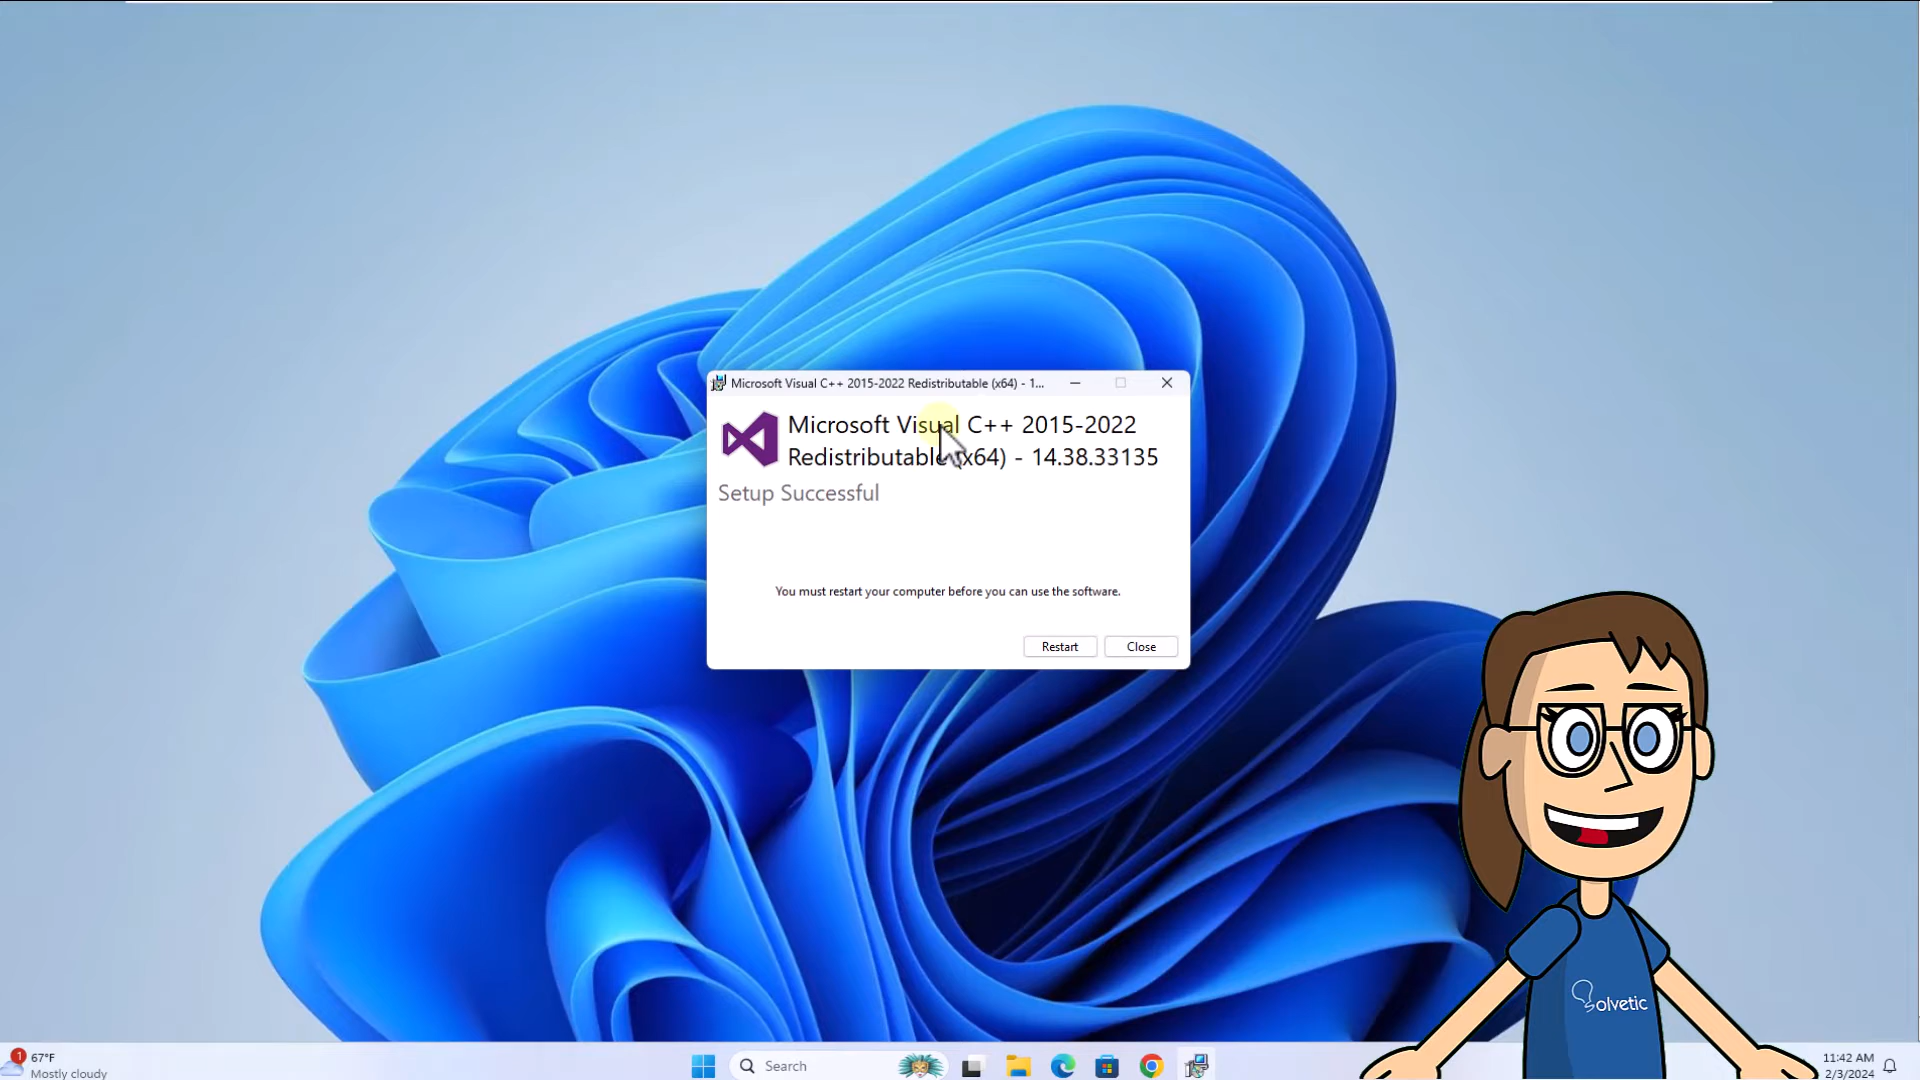 Microsoft Visual C++ 2015-2022 Redistributable (x64) - 1...
Microsoft Visual C++ 2015-2022
Redistributable (x64) - 14.38.33135
Setup Successful
You must restart your computer before you can use the software.
Restart
Close
Solvetic
1
67°F
Mostly cloudy
Search
11:42 AM
2/3/2024